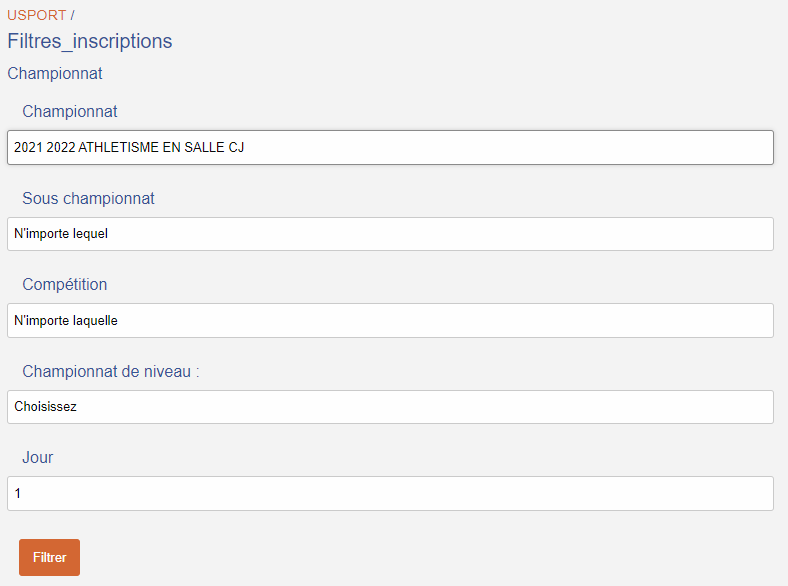 USPORT /
Filtres_inscriptions
Championnat
Championnat
2021 2022 ATHLETISME EN SALLE CJ
Sous championnat
N'importe lequel
Compétition
N'importe laquelle
Championnat de niveau :
Choisissez
Jour
1
Filtrer